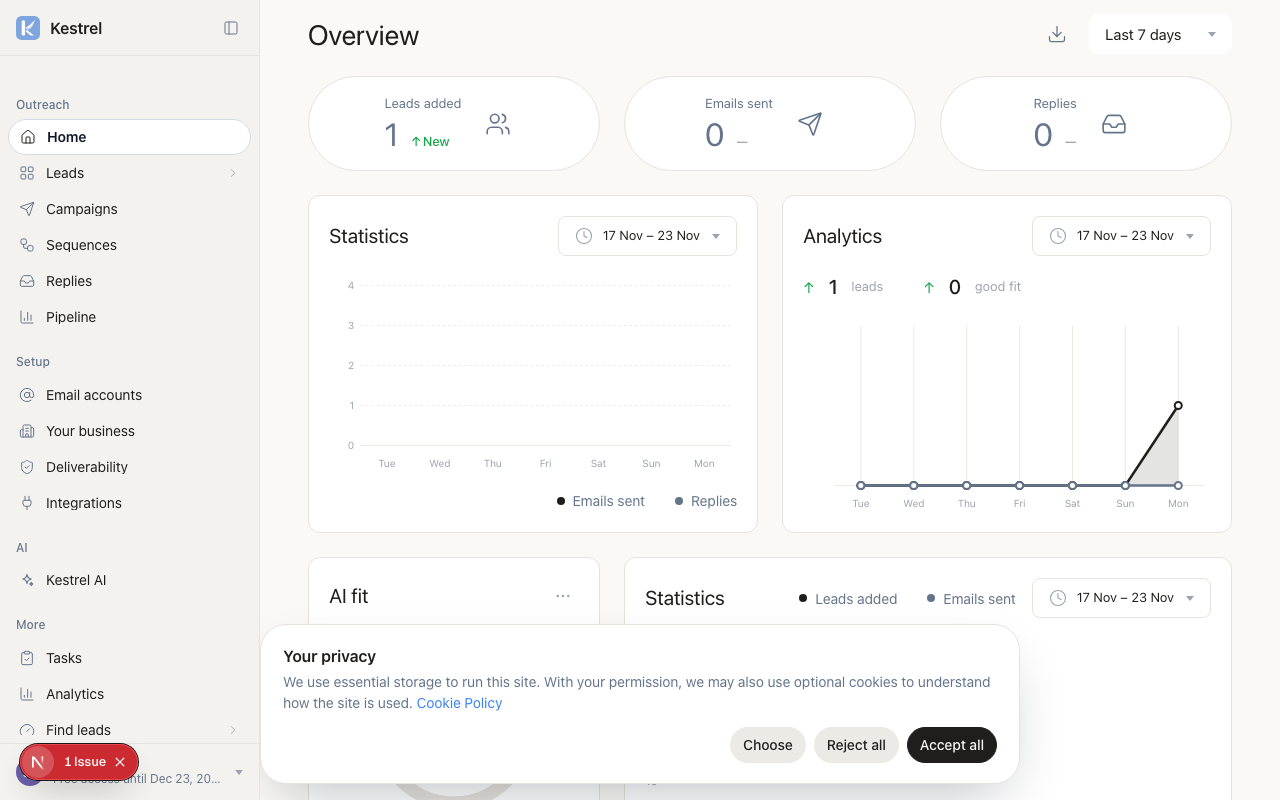 Kestrel
Outreach
Home
Leads
Campaigns
Sequences
Replies
Pipeline
Setup
Email accounts
Your business
Deliverability
Integrations
AI
Kestrel AI
More
Tasks
Analytics
Find leads
1 Issue
Free access until Dec 23, 20...
Overview
Last 7 days
Leads added
1 New
Emails sent
0 –
Replies
0 –
Statistics
17 Nov – 23 Nov
4
3
2
1
0
Tue Wed Thu Fri Sat Sun Mon
Emails sent Replies
Analytics
17 Nov – 23 Nov
1 leads 0 good fit
Tue Wed Thu Fri Sat Sun Mon
AI fit
Statistics
Leads added Emails sent
17 Nov – 23 Nov
Your privacy
We use essential storage to run this site. With your permission, we may also use optional cookies to understand
how the site is used. Cookie Policy
Choose Reject all Accept all